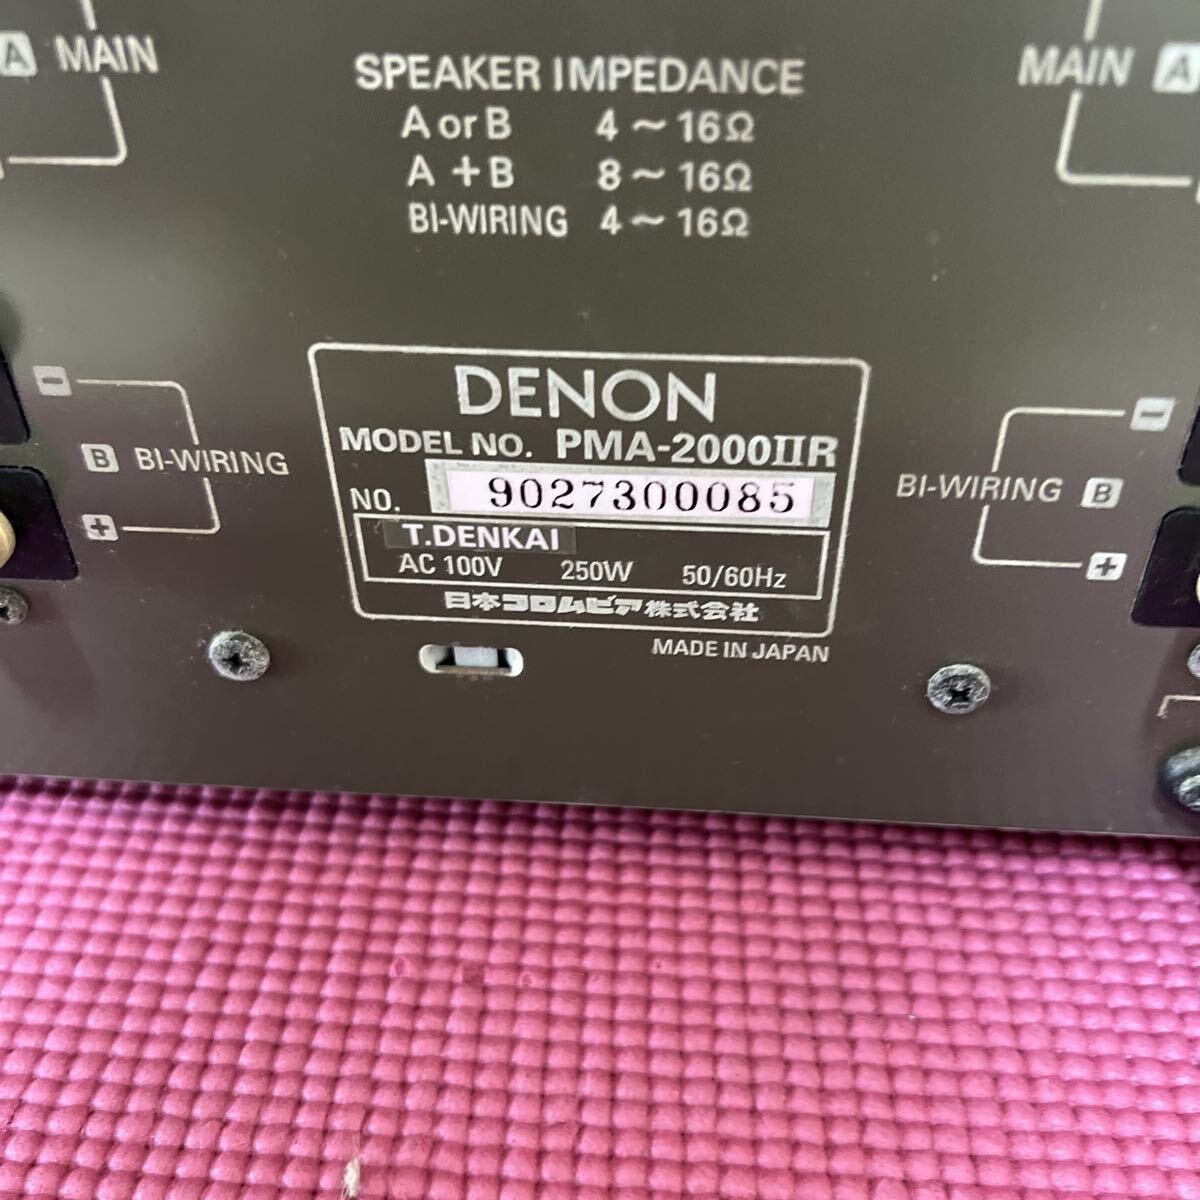 A MAIN
MAIN A
SPEAKER IMPEDANCE
A or B 4 ~ 16Ω
A + B 8 ~ 16Ω
BI-WIRING 4 ~ 16Ω
−
B BI-WIRING
+
−
BI-WIRING B
+
DENON
MODEL NO. PMA-2000IIR
NO. 9027300085
T.DENKAI
AC 100V 250W 50/60Hz
日本コロムビア株式会社
MADE IN JAPAN